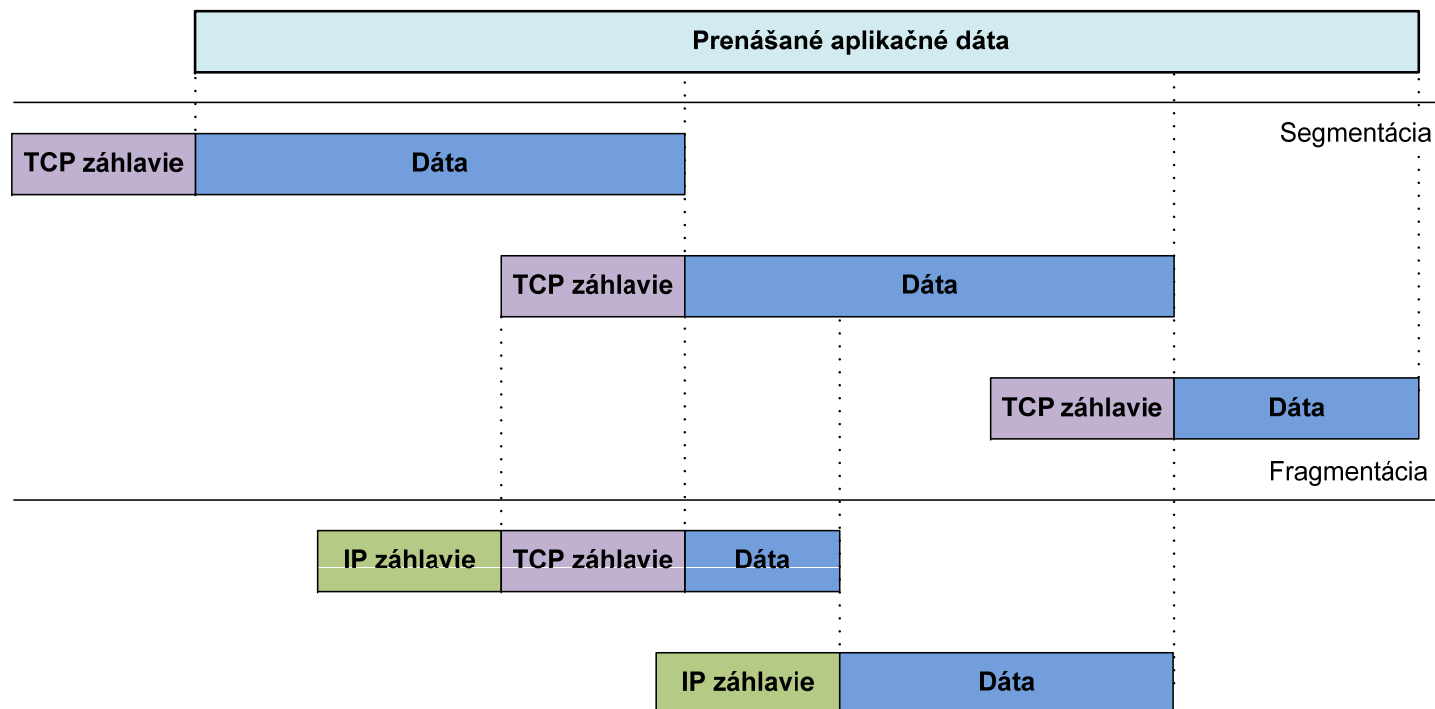 Prenášané aplikačné dáta
Segmentácia
TCP záhlavie Dáta
TCP záhlavie Dáta
TCP záhlavie Dáta
Fragmentácia
IP záhlavie TCP záhlavie Dáta
IP záhlavie Dáta